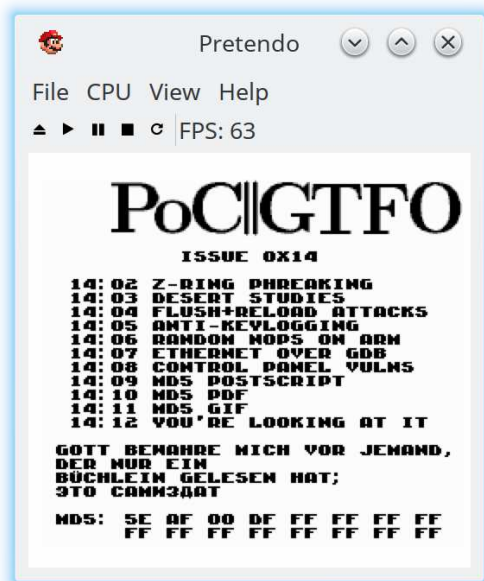 Pretendo
File CPU View Help
FPS: 63
PoC||GTFO
ISSUE 0X14
14:02 Z-RING PHREAKING
14:03 DESERT STUDIES
14:04 FLUSH+RELOAD ATTACKS
14:05 ANTI-KEYLOGGING
14:06 RANDOM NOPS ON ARM
14:07 ETHERNET OVER GDB
14:08 CONTROL PANEL VULNS
14:09 MD5 POSTSCRIPT
14:10 MD5 PDF
14:11 MD5 GIF
14:12 YOU'RE LOOKING AT IT
GOTT BEWAHRE MICH VOR JEMAND,
DER NUR EIN
BÜCHLEIN GELESEN HAT;
ЭТО САМИЗДАТ
MD5: 5E AF 00 DF FF FF FF FF
FF FF FF FF FF FF FF FF